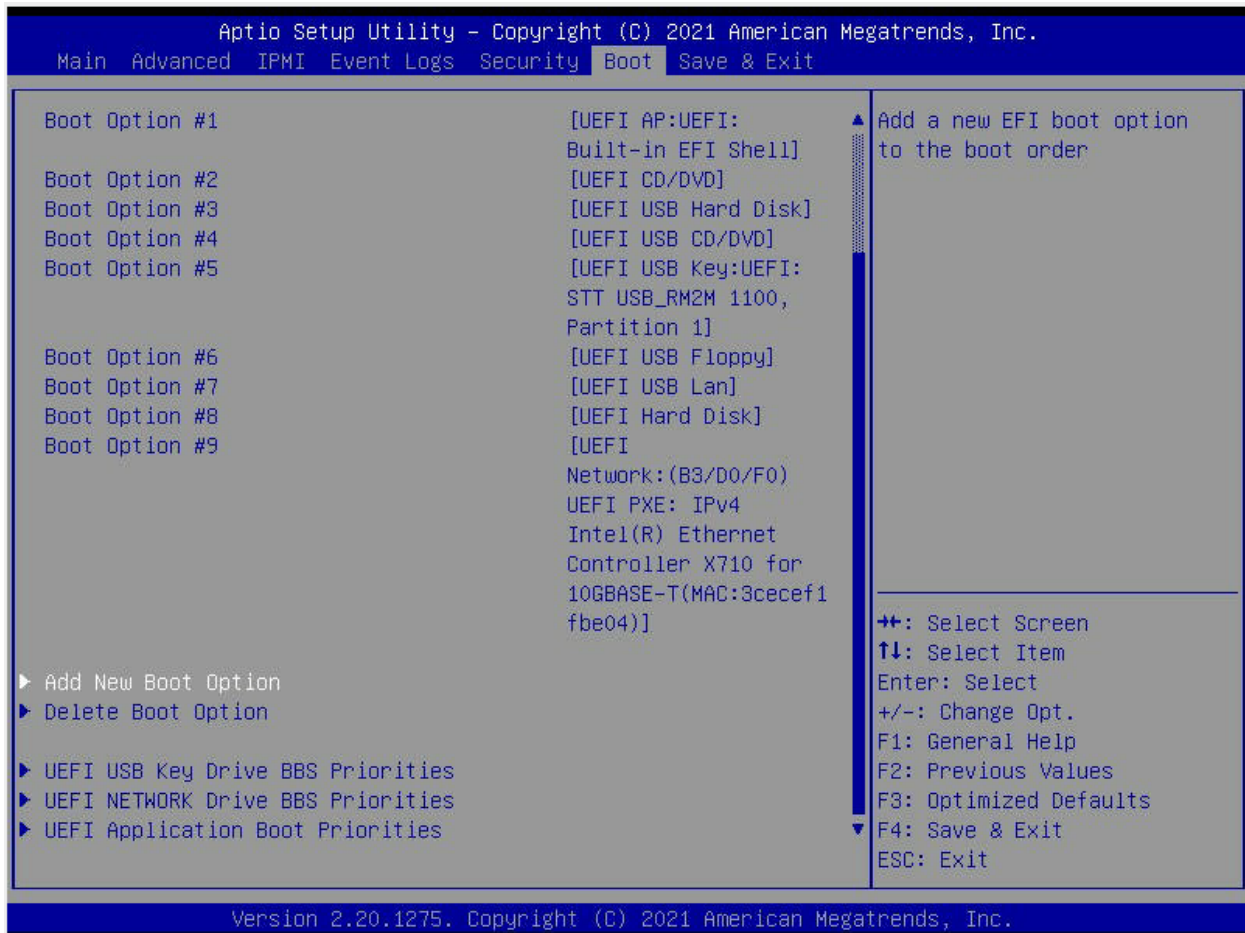 Aptio Setup Utility – Copyright (C) 2021 American Megatrends, Inc.
Main Advanced IPMI Event Logs Security Boot Save & Exit
Boot Option #1 [UEFI AP:UEFI:
Built-in EFI Shell]
Boot Option #2 [UEFI CD/DVD]
Boot Option #3 [UEFI USB Hard Disk]
Boot Option #4 [UEFI USB CD/DVD]
Boot Option #5 [UEFI USB Key:UEFI:
STT USB_RM2M 1100,
Partition 1]
Boot Option #6 [UEFI USB Floppy]
Boot Option #7 [UEFI USB Lan]
Boot Option #8 [UEFI Hard Disk]
Boot Option #9 [UEFI
Network:(B3/D0/F0)
UEFI PXE: IPv4
Intel(R) Ethernet
Controller X710 for
10GBASE-T(MAC:3cecef1
fbe04)]
Add New Boot Option
Delete Boot Option
UEFI USB Key Drive BBS Priorities
UEFI NETWORK Drive BBS Priorities
UEFI Application Boot Priorities
Add a new EFI boot option
to the boot order
→←: Select Screen
↑↓: Select Item
Enter: Select
+/-: Change Opt.
F1: General Help
F2: Previous Values
F3: Optimized Defaults
F4: Save & Exit
ESC: Exit
Version 2.20.1275. Copyright (C) 2021 American Megatrends, Inc.